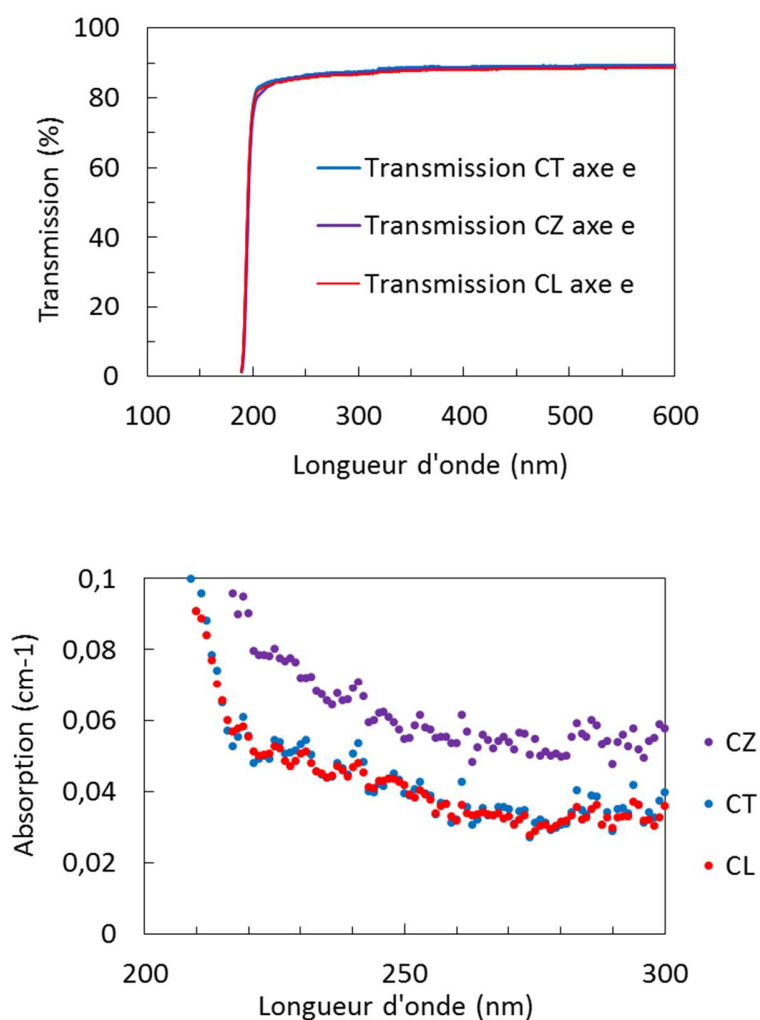 100
80
60
40
20
0
Transmission (%)
Transmission CT axe e
Transmission CZ axe e
Transmission CL axe e
100 200 300 400 500 600
Longueur d'onde (nm)
0,1
0,08
0,06
0,04
0,02
0
Absorption (cm-1)
CZ
CT
CL
200 250 300
Longueur d'onde (nm)